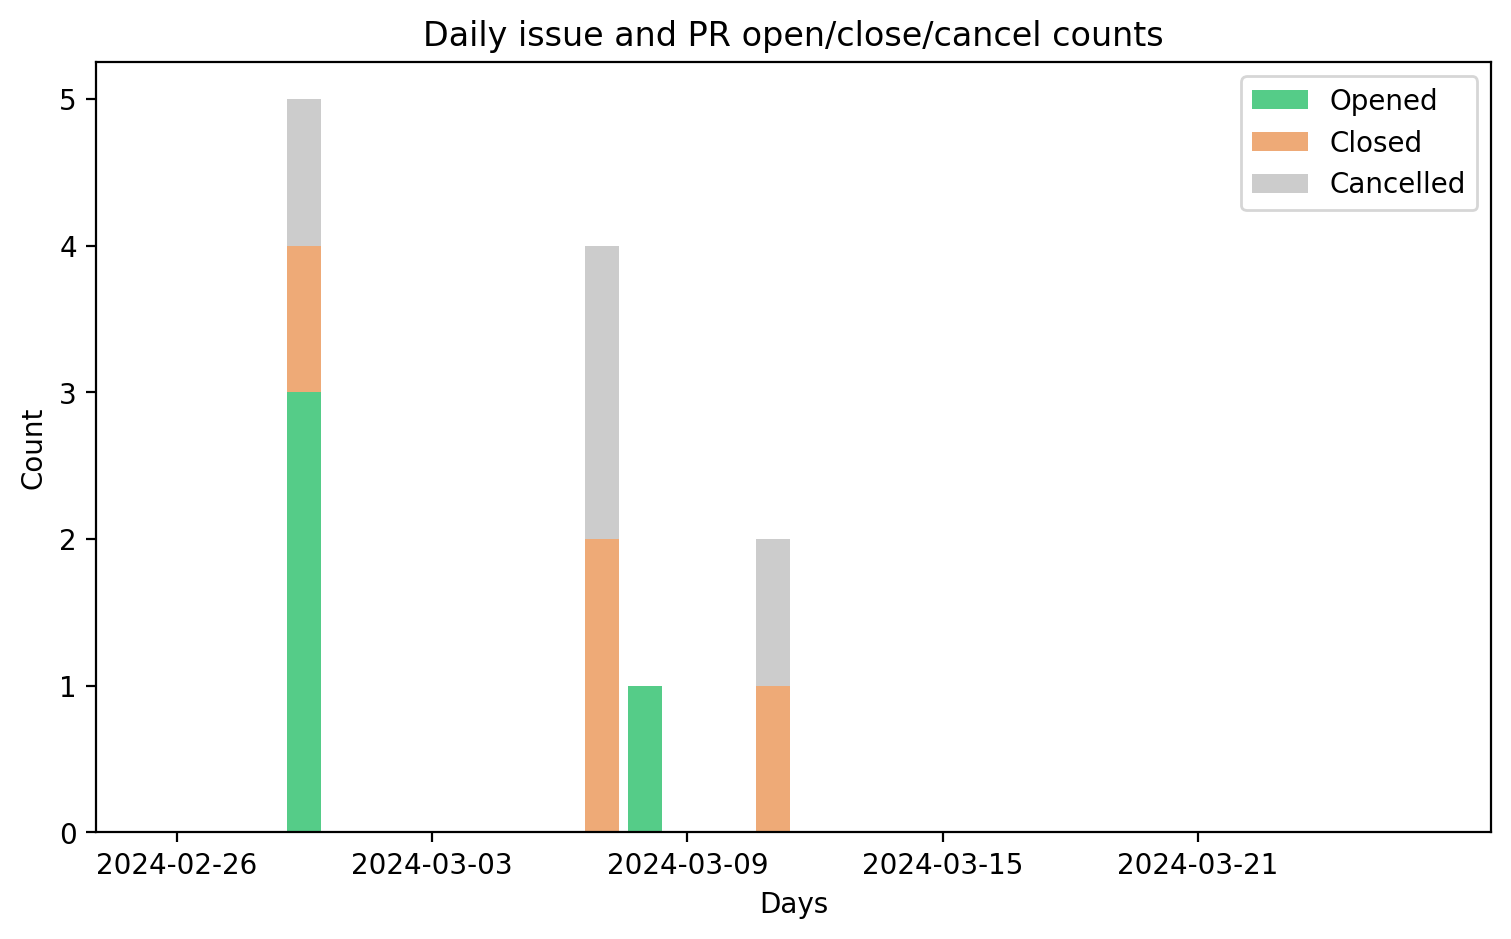 Daily issue and PR open/close/cancel counts
Opened
Closed
Cancelled
5
4
3
2
1
0
Count
2024-02-26
2024-03-03
2024-03-09
2024-03-15
2024-03-21
Days